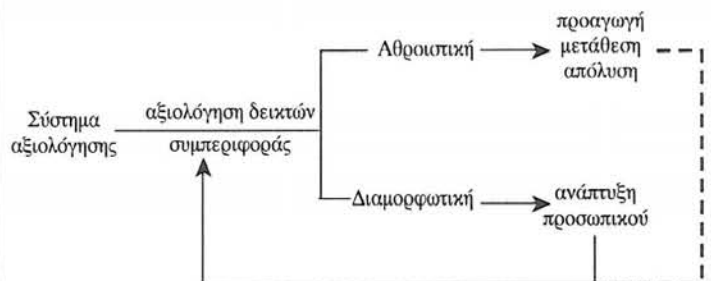 Σύστημα
αξιολόγησης
αξιολόγηση δεικτών
συμπεριφοράς
Αθροιστική
προαγωγή
μετάθεση
απόλυση
Διαμορφωτική
ανάπτυξη
προσωπικού